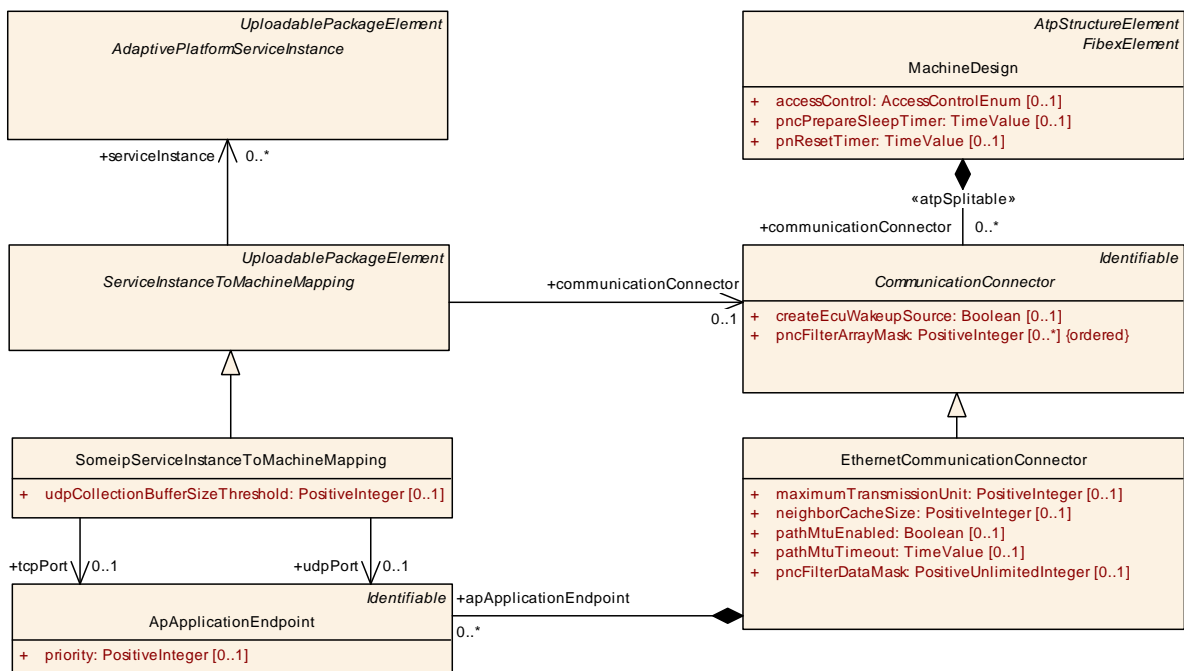 UploadablePackageElement
AdaptivePlatformServiceInstance
AtpStructureElement
FibexElement
MachineDesign
+ accessControl: AccessControlEnum [0..1]
+ pncPrepareSleepTimer: TimeValue [0..1]
+ pnResetTimer: TimeValue [0..1]
+serviceInstance 0..*
«atpSplitable»
+communicationConnector 0..*
UploadablePackageElement
ServiceInstanceToMachineMapping
+communicationConnector
0..1
Identifiable
CommunicationConnector
+ createEcuWakeupSource: Boolean [0..1]
+ pncFilterArrayMask: PositiveInteger [0..*] {ordered}
SomeipServiceInstanceToMachineMapping
+ udpCollectionBufferSizeThreshold: PositiveInteger [0..1]
EthernetCommunicationConnector
+ maximumTransmissionUnit: PositiveInteger [0..1]
+ neighborCacheSize: PositiveInteger [0..1]
+ pathMtuEnabled: Boolean [0..1]
+ pathMtuTimeout: TimeValue [0..1]
+ pncFilterDataMask: PositiveUnlimitedInteger [0..1]
+tcpPort 0..1
+udpPort 0..1
Identifiable
ApApplicationEndpoint
+ priority: PositiveInteger [0..1]
+apApplicationEndpoint
0..*